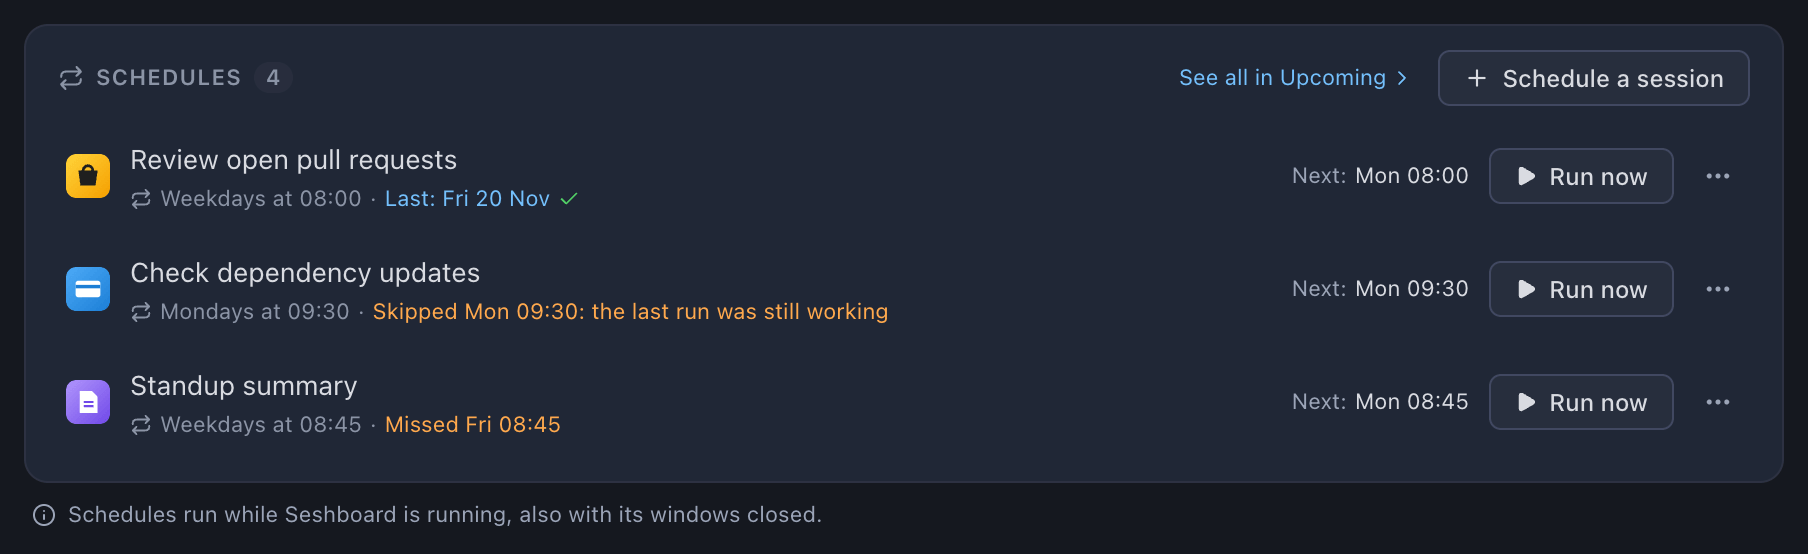 SCHEDULES 4
See all in Upcoming
Schedule a session
Review open pull requests
Weekdays at 08:00 · Last: Fri 20 Nov
Next: Mon 08:00
Run now
Check dependency updates
Mondays at 09:30 · Skipped Mon 09:30: the last run was still working
Next: Mon 09:30
Run now
Standup summary
Weekdays at 08:45 · Missed Fri 08:45
Next: Mon 08:45
Run now
Schedules run while Seshboard is running, also with its windows closed.